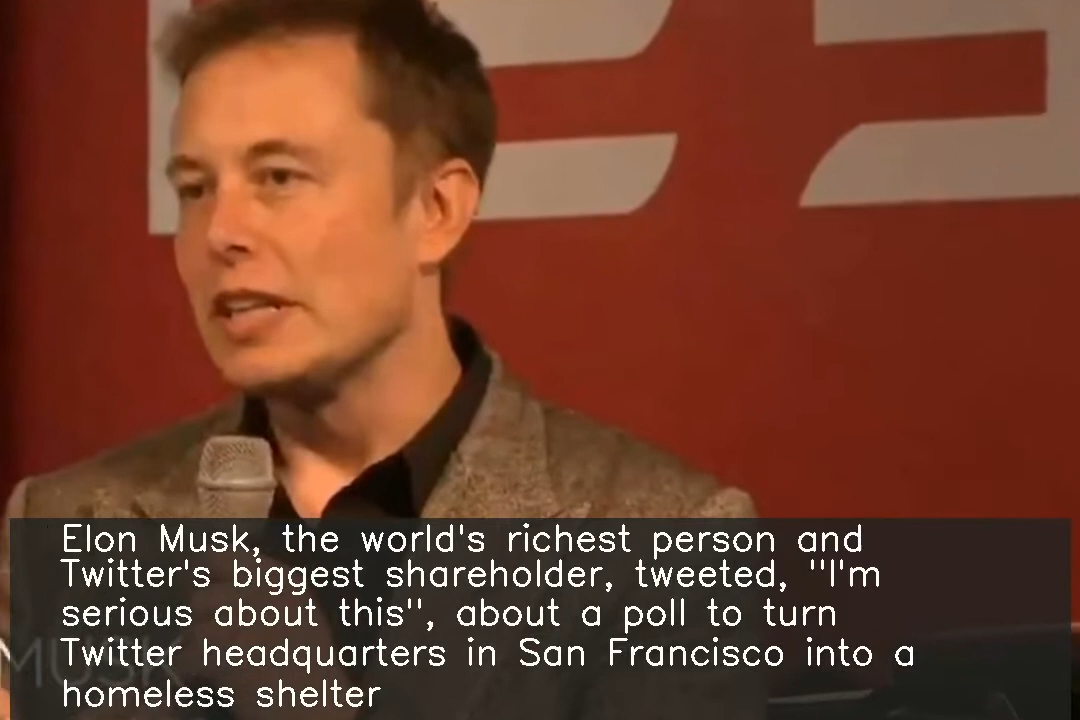 Elon Musk, the world's richest person and
Twitter's biggest shareholder, tweeted, "I'm
serious about this", about a poll to turn
Twitter headquarters in San Francisco into a
homeless shelter
MUSK